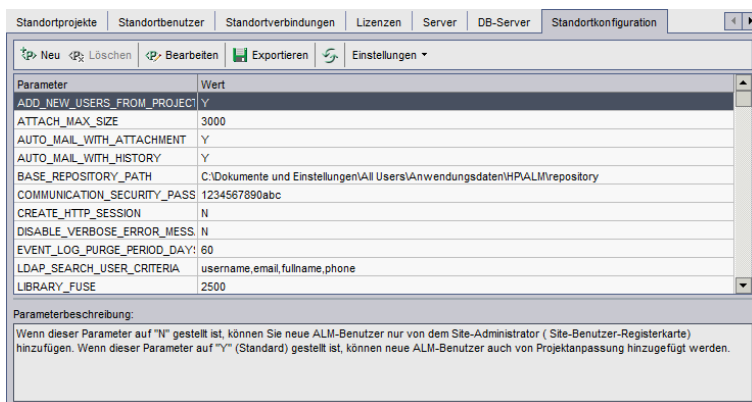 Standortprojekte Standortbenutzer Standortverbindungen Lizenzen Server DB-Server Standortkonfiguration
Neu Löschen Bearbeiten Exportieren Einstellungen
Parameter Wert
ADD_NEW_USERS_FROM_PROJECT Y
ATTACH_MAX_SIZE 3000
AUTO_MAIL_WITH_ATTACHMENT Y
AUTO_MAIL_WITH_HISTORY Y
BASE_REPOSITORY_PATH C:\Dokumente und Einstellungen\All Users\Anwendungsdaten\HP\ALM\repository
COMMUNICATION_SECURITY_PASS 1234567890abc
CREATE_HTTP_SESSION N
DISABLE_VERBOSE_ERROR_MESS. N
EVENT_LOG_PURGE_PERIOD_DAYS 60
LDAP_SEARCH_USER_CRITERIA username,email,fullname,phone
LIBRARY_FUSE 2500
Parameterbeschreibung:
Wenn dieser Parameter auf "N" gestellt ist, können Sie neue ALM-Benutzer nur von dem Site-Administrator ( Site-Benutzer-Registerkarte)
hinzufügen. Wenn dieser Parameter auf "Y" (Standard) gestellt ist, können neue ALM-Benutzer auch von Projektanpassung hinzugefügt werden.